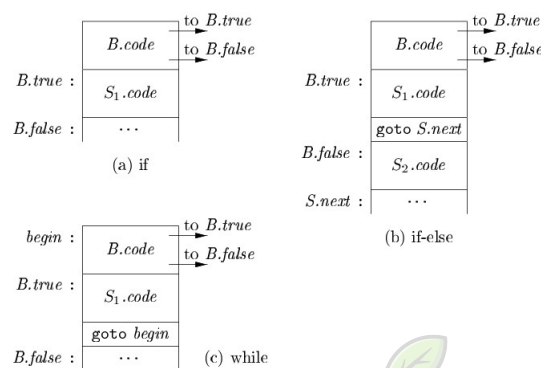 to B.true
B.code
to B.false
B.true :
S₁.code
B.false :
...
(a) if
to B.true
B.code
to B.false
B.true :
S₁.code
goto S.next
B.false :
S₂.code
S.next :
...
(b) if-else
begin :
to B.true
B.code
to B.false
B.true :
S₁.code
goto begin
B.false :
...
(c) while